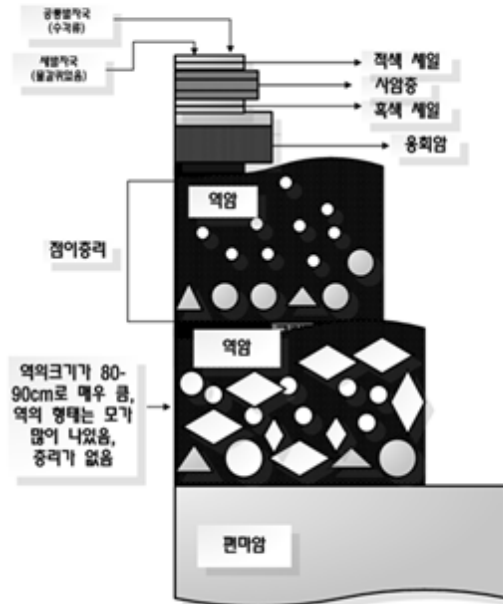 공룡발자국
(수각류)
새발자국
(물갈퀴있음)
적색 셰일
사암층
흑색 셰일
응회암
역암
점이층리
역암
역의크기가 80-
90cm로 매우 큼,
역의 형태는 모가
많이 나있음,
층리가 없음
편마암